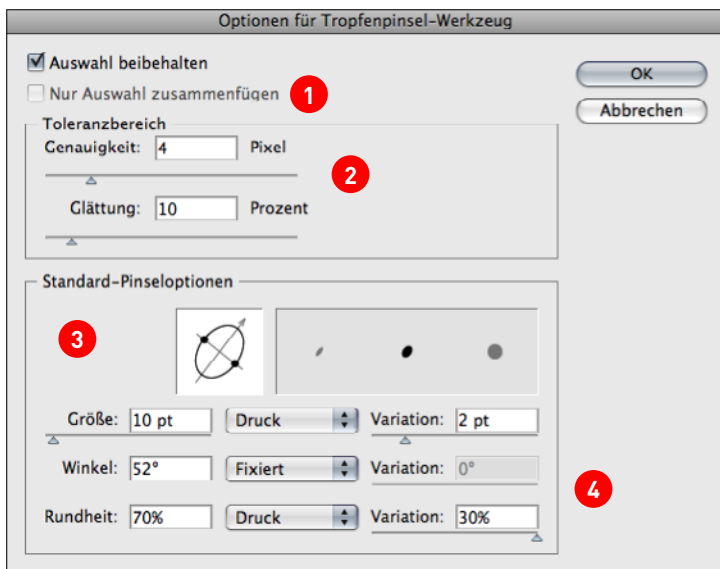 Optionen für Tropfenpinsel-Werkzeug
Auswahl beibehalten
Nur Auswahl zusammenfügen
1
OK
Abbrechen
Toleranzbereich
Genauigkeit: 4 Pixel
2
Glättung: 10 Prozent
Standard-Pinseloptionen
3
Größe: 10 pt Druck Variation: 2 pt
Winkel: 52° Fixiert Variation: 0°
4
Rundheit: 70% Druck Variation: 30%